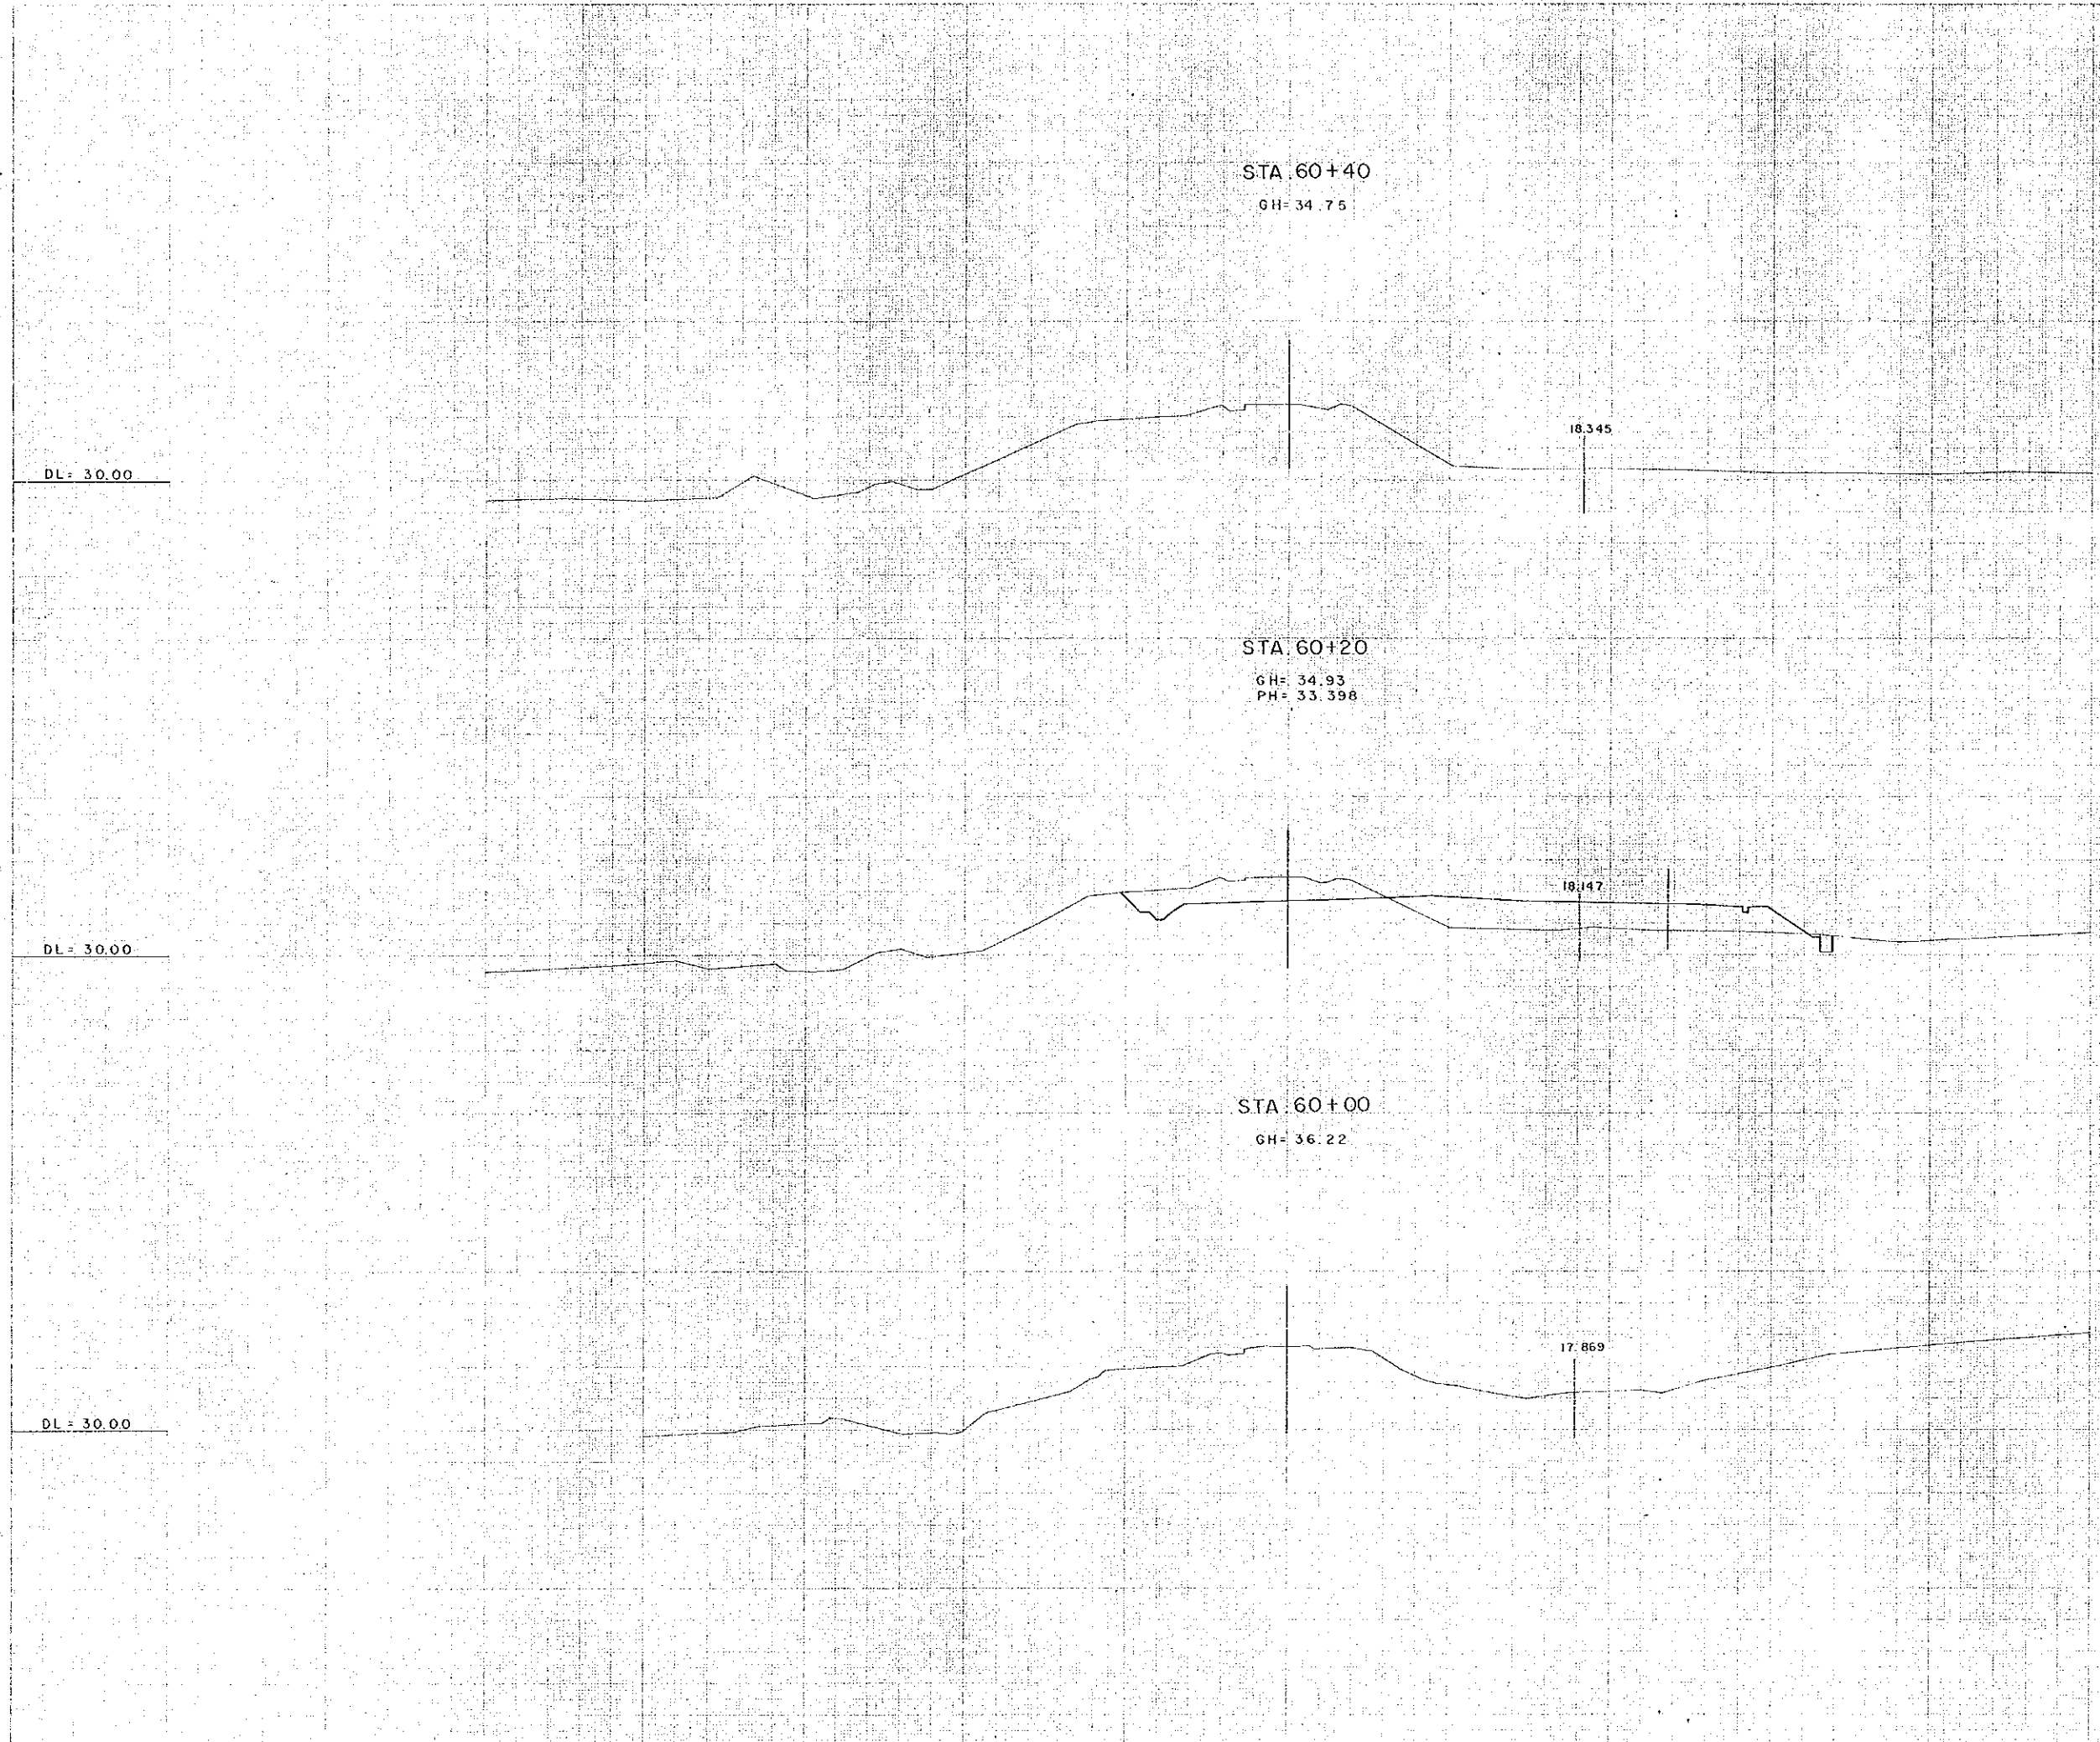 STA.60+40
GH=34.75
18.345
DL=30.00
STA.60+20
GH=34.93
PH=33.398
18.147
DL=30.00
STA.60+00
GH=36.22
17.869
DL=30.00